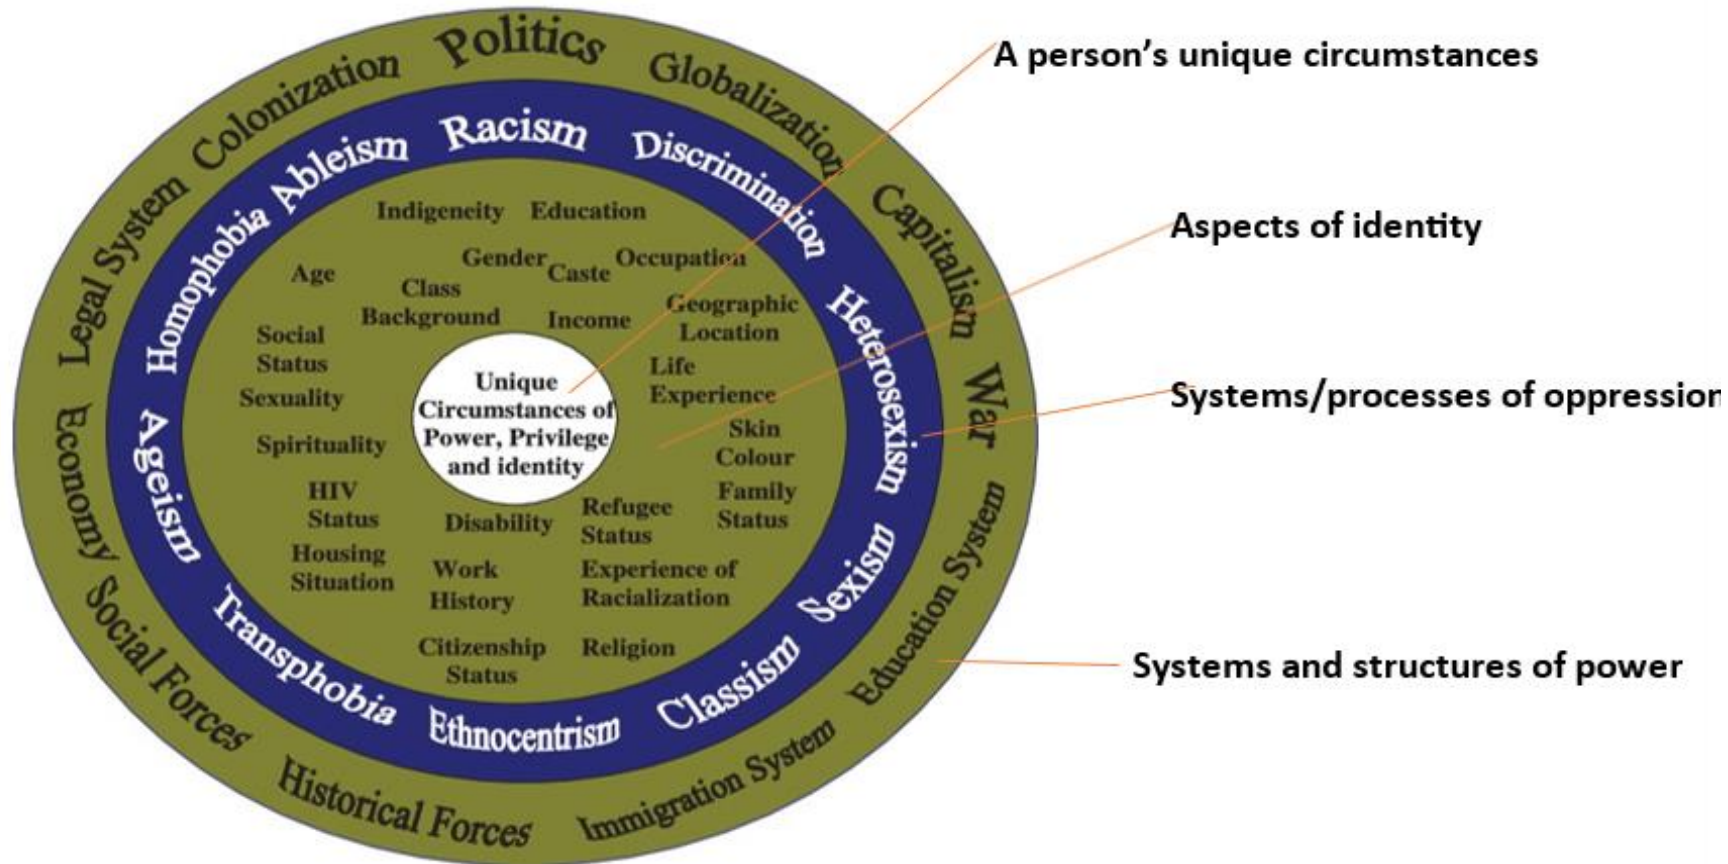 Politics
Globalization
Capitalism
War
Education System
Immigration System
Historical Forces
Social Forces
Economy
Legal System
Colonization
Racism
Discrimination
Heterosexism
Sexism
Classism
Ethnocentrism
Transphobia
Ageism
Homophobia
Ableism
Indigeneity
Education
Gender
Caste
Occupation
Age
Class
Background
Income
Geographic
Location
Social
Status
Life
Experience
Sexuality
Skin
Colour
Spirituality
HIV
Status
Disability
Refugee
Status
Family
Status
Housing
Situation
Work
History
Experience of
Racialization
Citizenship
Status
Religion
Unique
Circumstances of
Power, Privilege
and identity
A person's unique circumstances
Aspects of identity
Systems/processes of oppression
Systems and structures of power